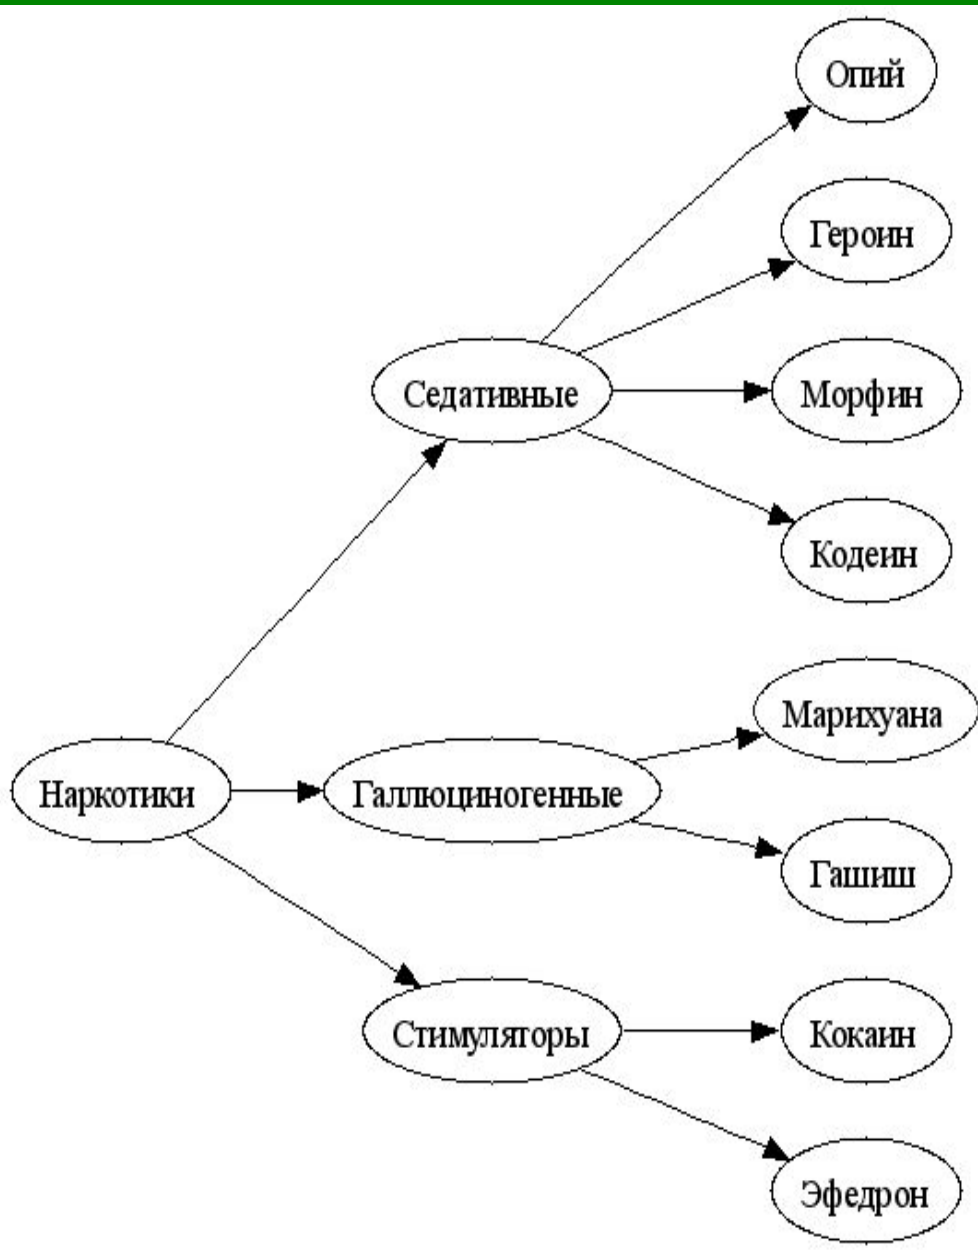 Опий
Героин
Седативные
Морфин
Кодеин
Марихуана
Наркотики
Галлюциногенные
Гашиш
Стимуляторы
Кокаин
Эфедрон